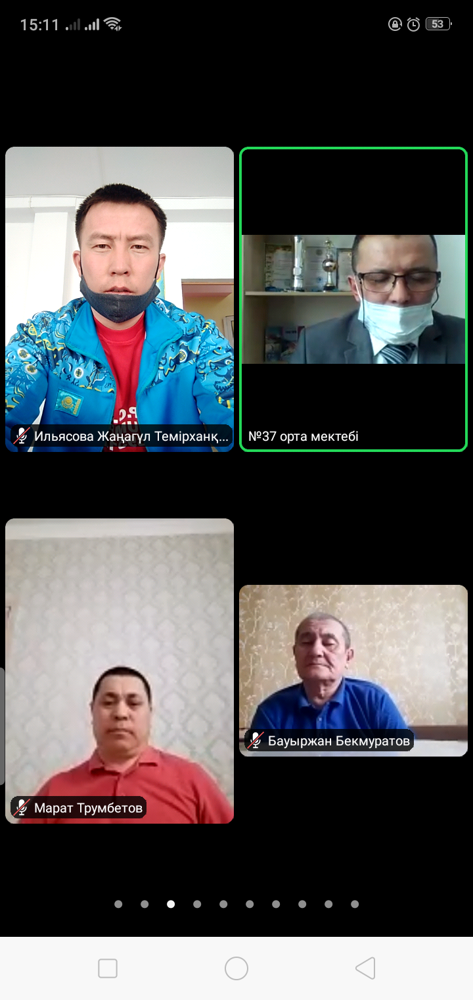 15:11
53
Ильясова Жаңагүл Темірханқ...
№37 орта мектебі
Марат Трумбетов
Бауыржан Бекмуратов